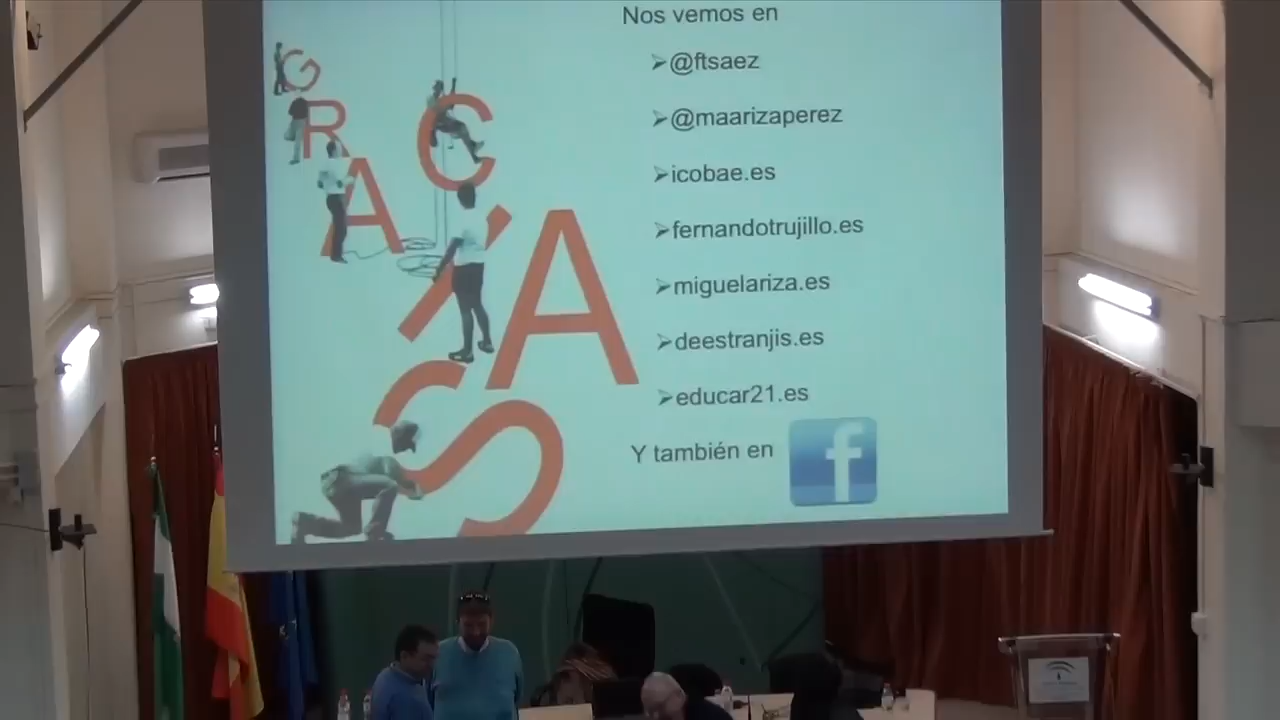 GRACIAS
Nos vemos en
➢@ftsaez
➢@maarizaperez
➢icobae.es
➢fernandotrujillo.es
➢miguelariza.es
➢deestranjis.es
➢educar21.es
Y también en
f